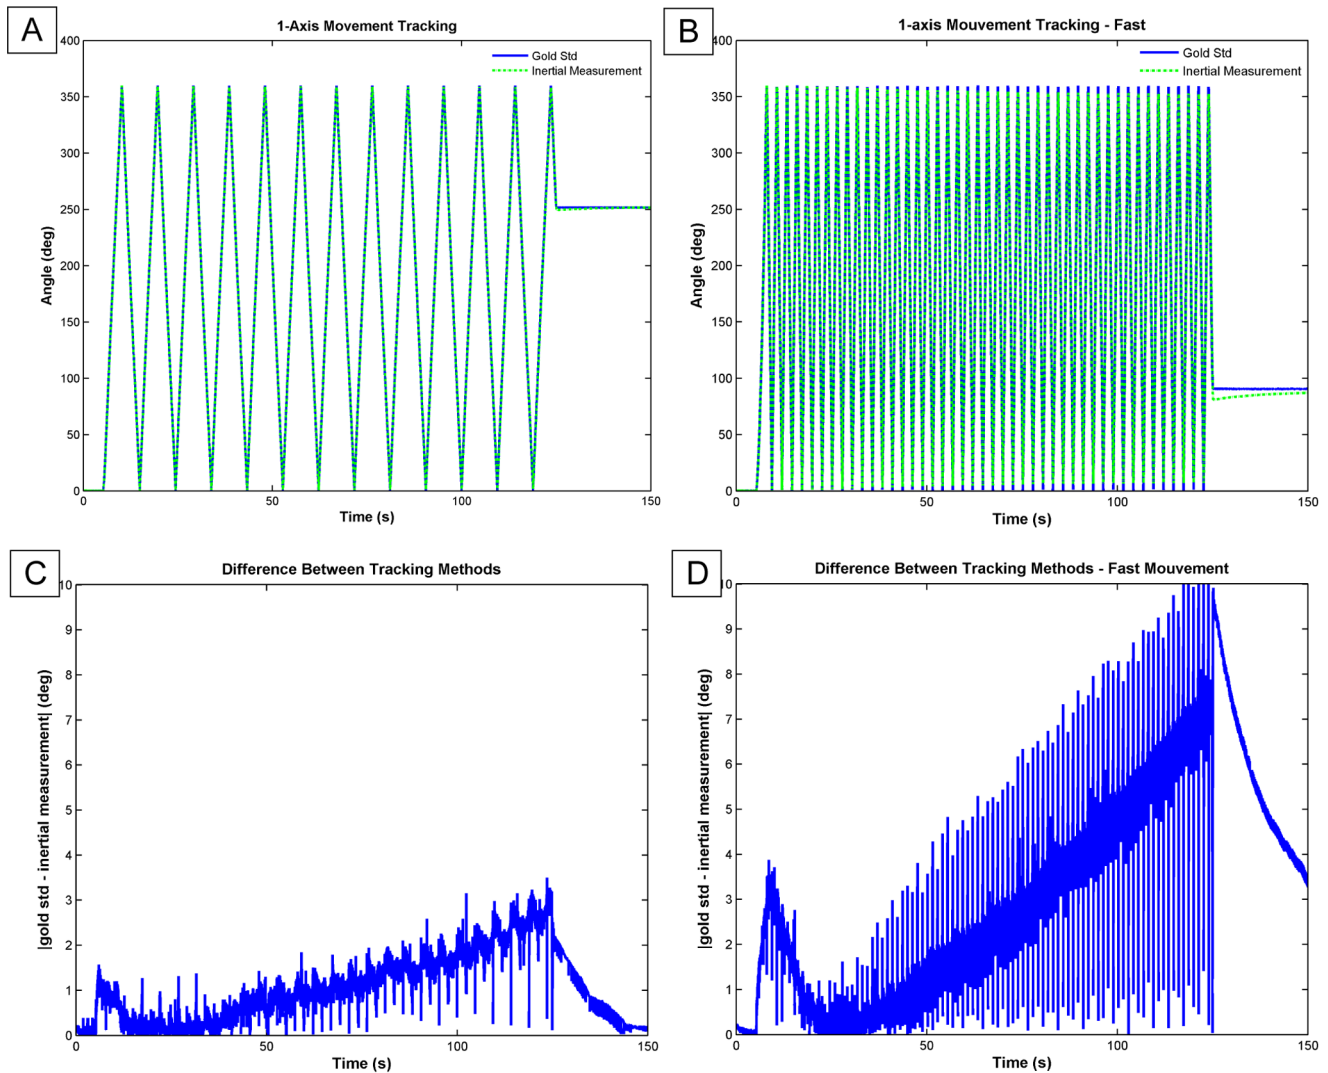 A
1-Axis Movement Tracking
400
350
300
250
200
150
100
50
0
Angle (deg)
Gold Std
Inertial Measurement
0
50
100
150
Time (s)
B
1-axis Mouvement Tracking - Fast
400
350
300
250
200
150
100
50
0
Angle (deg)
Gold Std
Inertial Measurement
0
50
100
150
Time (s)
C
Difference Between Tracking Methods
10
9
8
7
6
5
4
3
2
1
0
|gold std - inertial measurement| (deg)
0
50
100
150
Time (s)
D
Difference Between Tracking Methods - Fast Mouvement
10
9
8
7
6
5
4
3
2
1
0
|gold std - inertial measurement| (deg)
0
50
100
150
Time (s)